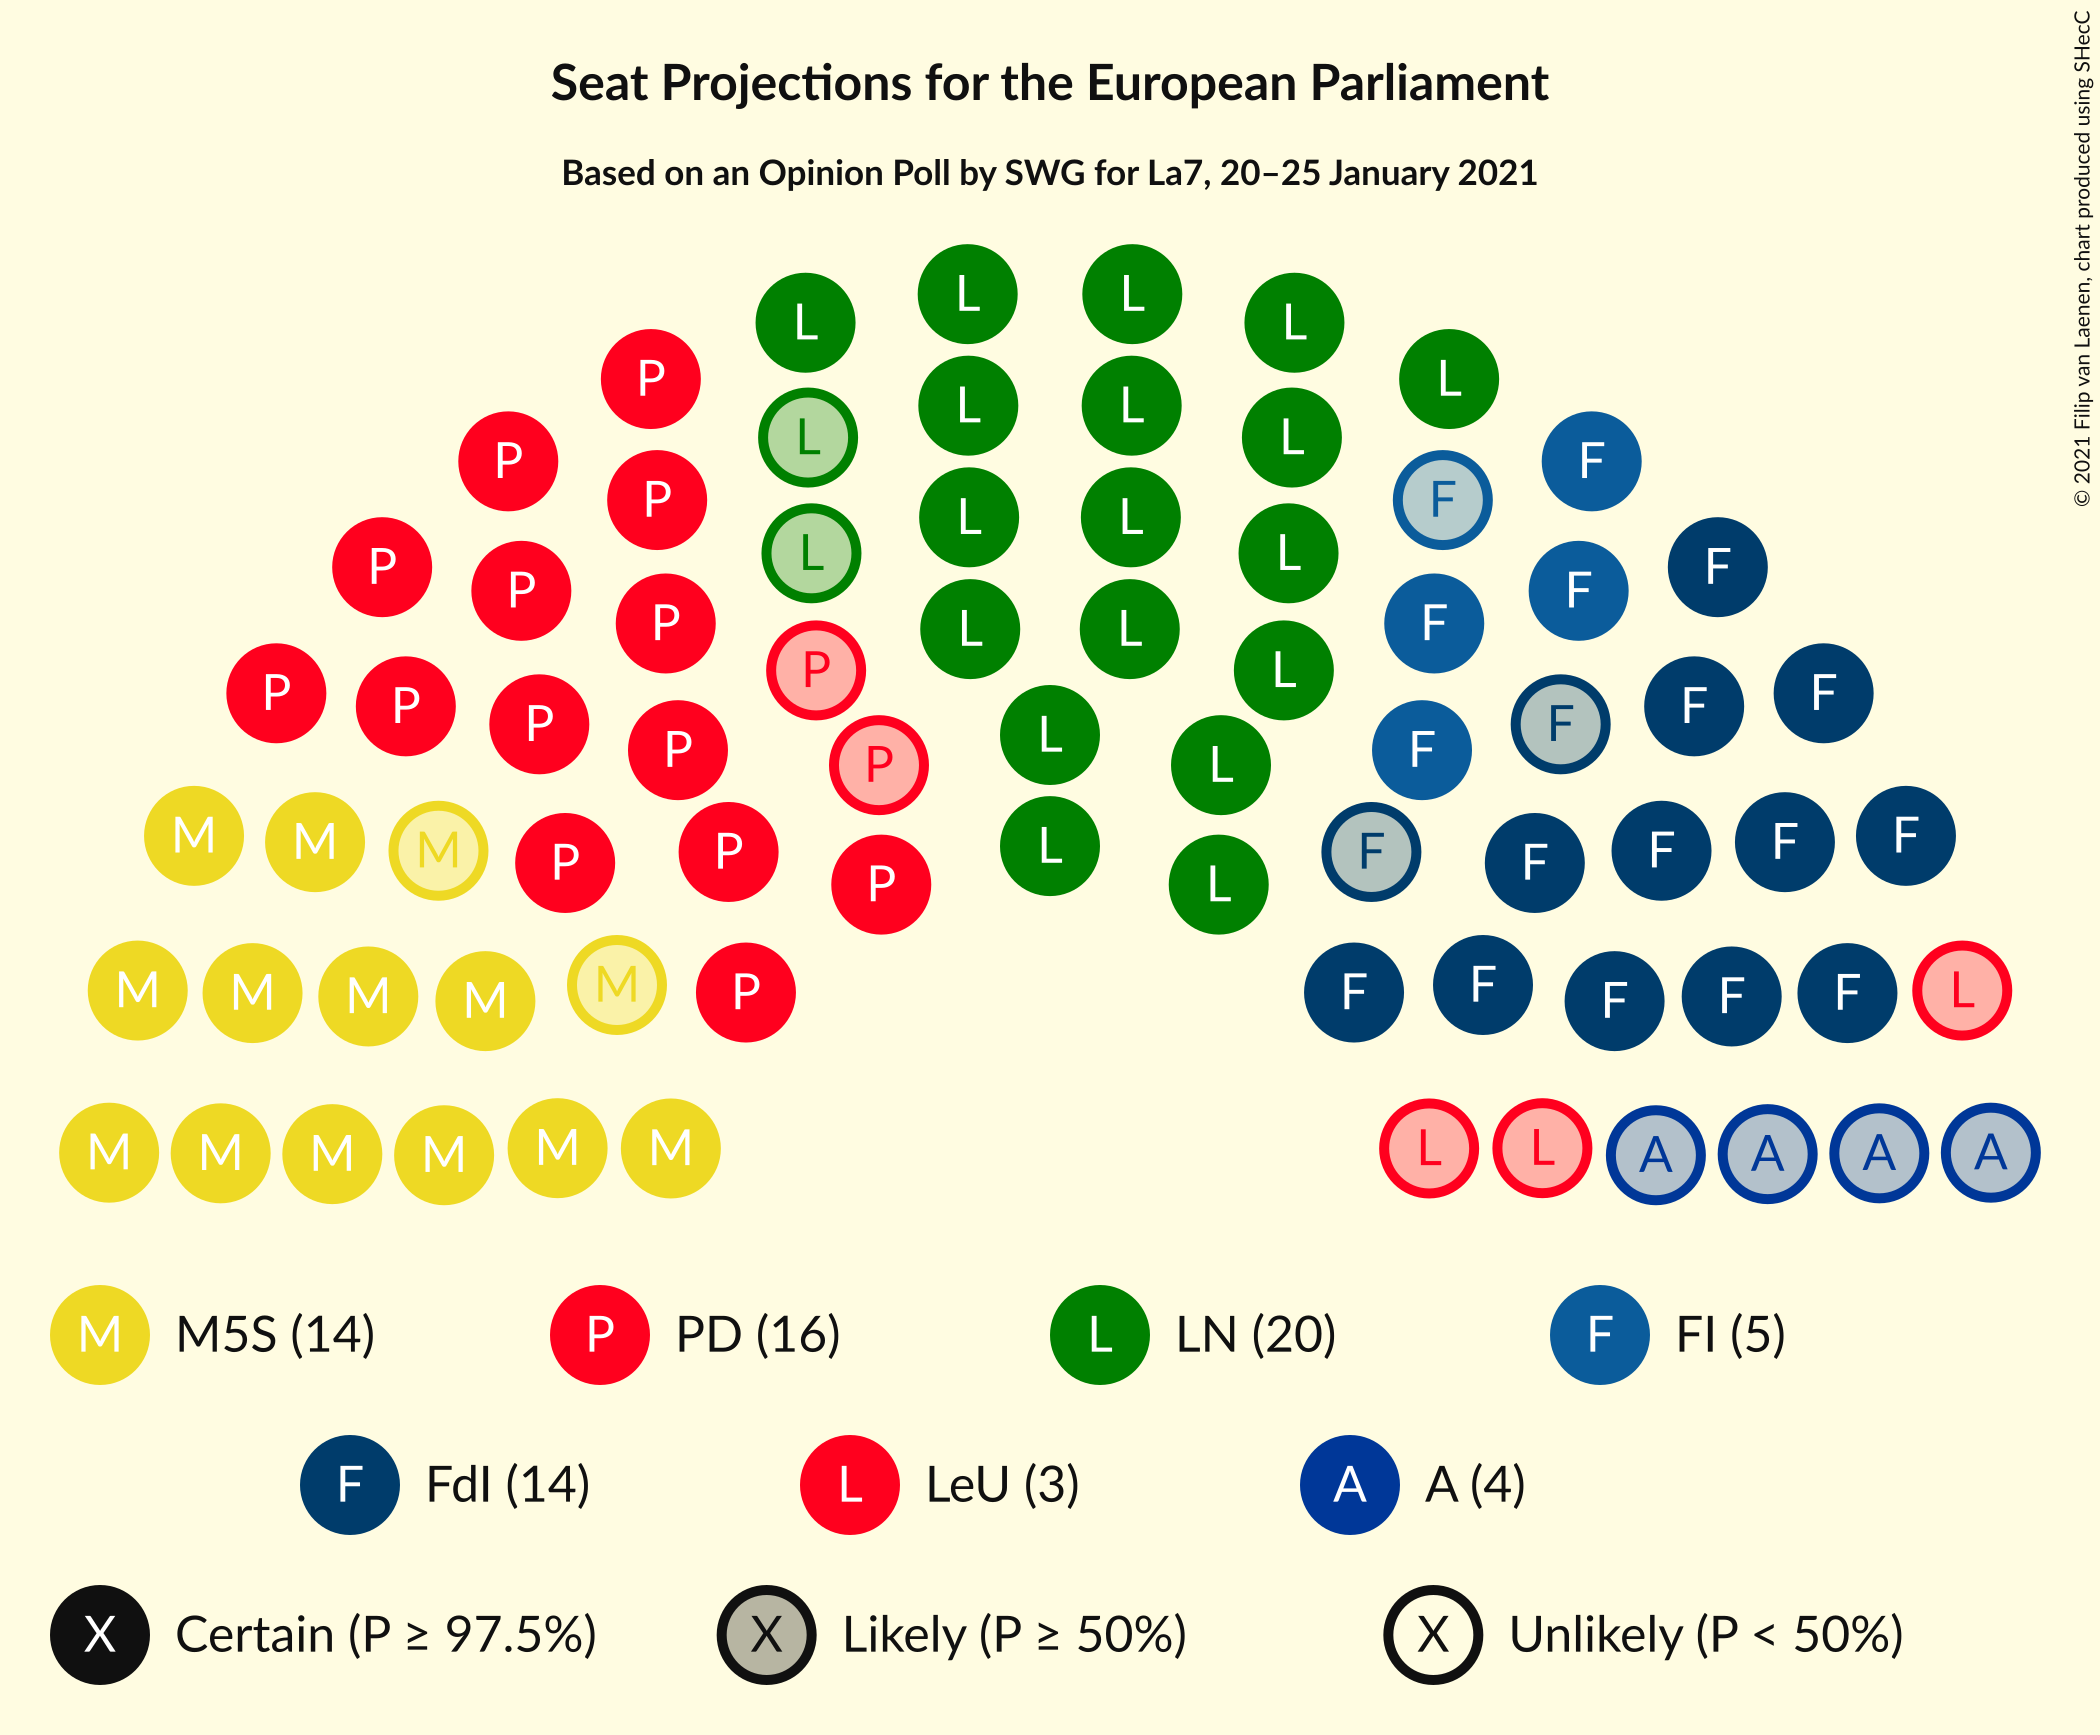 Seat Projections for the European Parliament
Based on an Opinion Poll by SWG for La7, 20–25 January 2021
© 2021 Filip van Laenen, chart produced using SHecC
L L
L L
P L
L L
L L L
P F
P F
P L L
L L
P F
P F
P L F
P L L
P F
P F
P F
P F
P L F
P F
P L
M F
M F
M F
P P F F
L
P L
M L
M F
M F
M F
M F
M F
P F
M M M M M M L L A A A A
M M5S (14) P PD (16) L LN (20) F FI (5)
F FdI (14) L LeU (3) A A (4)
X Certain (P ≥ 97.5%) X Likely (P ≥ 50%) X Unlikely (P < 50%)